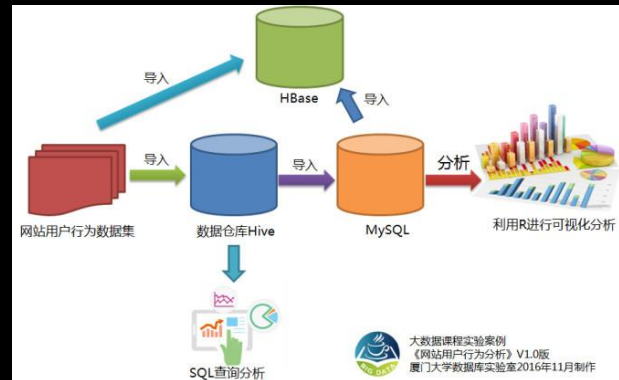 导入
HBase
导入
导入
导入
分析
网站用户行为数据集
数据仓库Hive
MySQL
利用R进行可视化分析
SQL查询分析
BIG DATA
大数据课程实验案例
《网站用户行为分析》V1.0版
厦门大学数据库实验室2016年11月制作